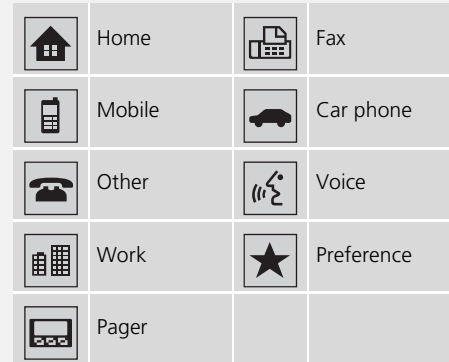 Home Fax
Mobile Car phone
Other Voice
Work Preference
Pager